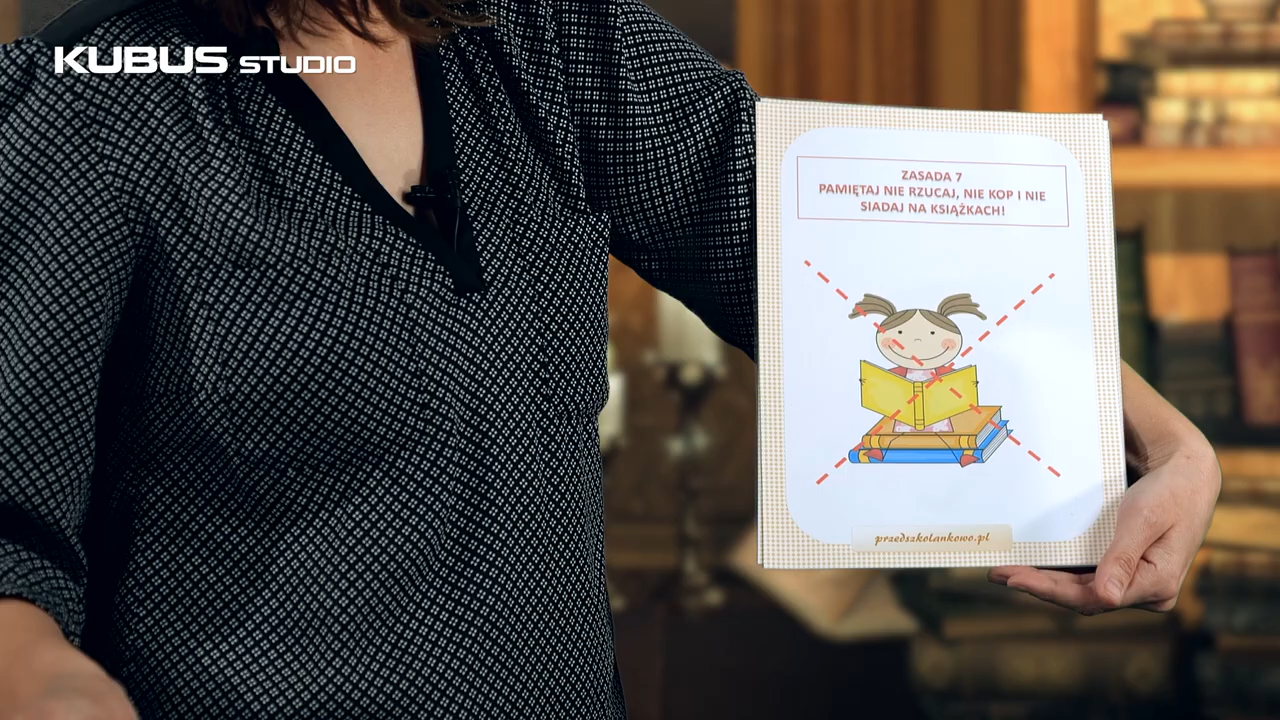 KUBUS STUDIO
ZASADA 7
PAMIĘTAJ NIE RZUCAJ, NIE KOP I NIE
SIADAJ NA KSIĄŻKACH!
przedszkolankowo.pl